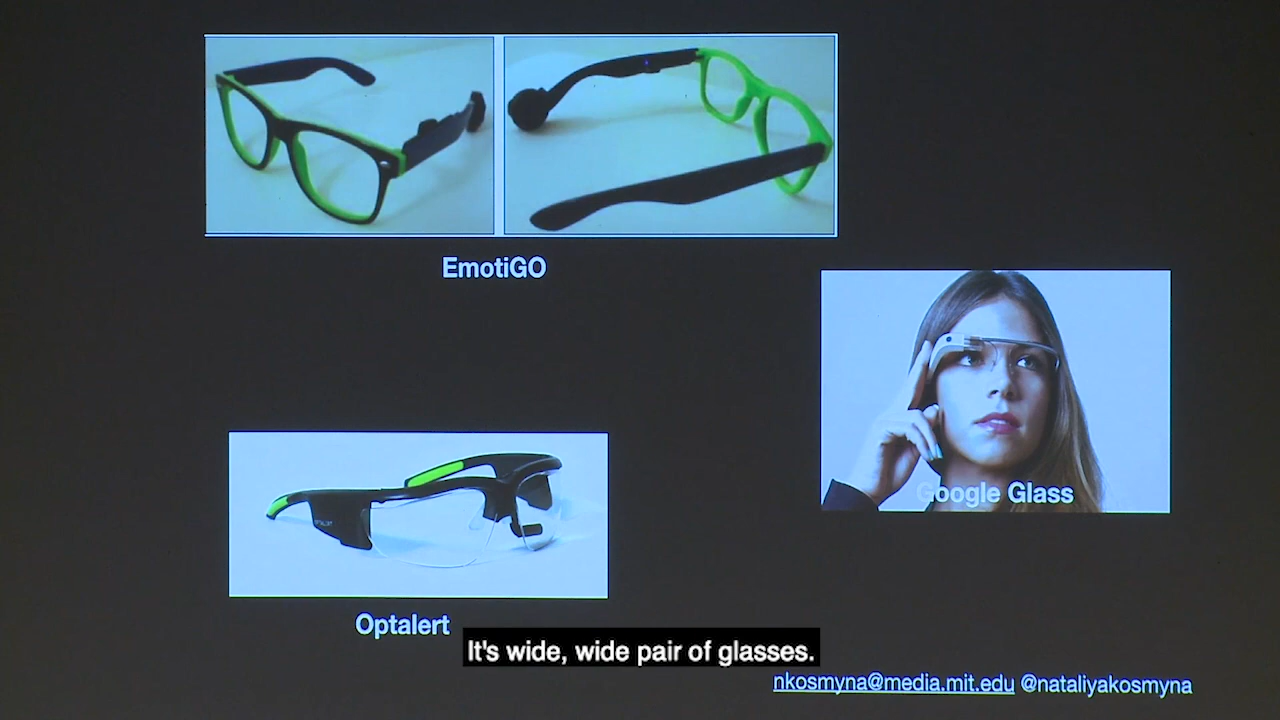 EmotiGO
Google Glass
Optalert
It's wide, wide pair of glasses.
nkosmyna@media.mit.edu @nataliyakosmyna